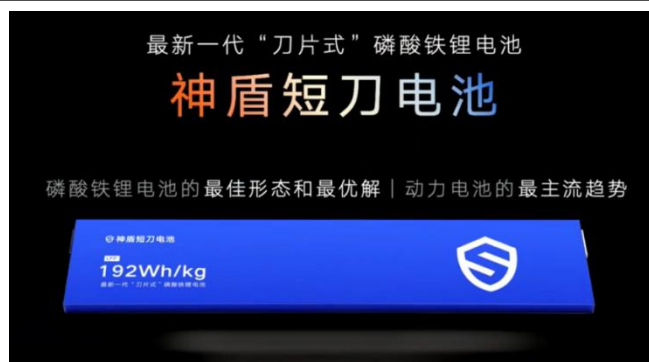 最新一代“刀片式”磷酸铁锂电池
神盾短刀电池
磷酸铁锂电池的最佳形态和最优解｜动力电池的最主流趋势
神盾短刀电池
LFP
192Wh/kg
最新一代“刀片式”磷酸铁锂电池